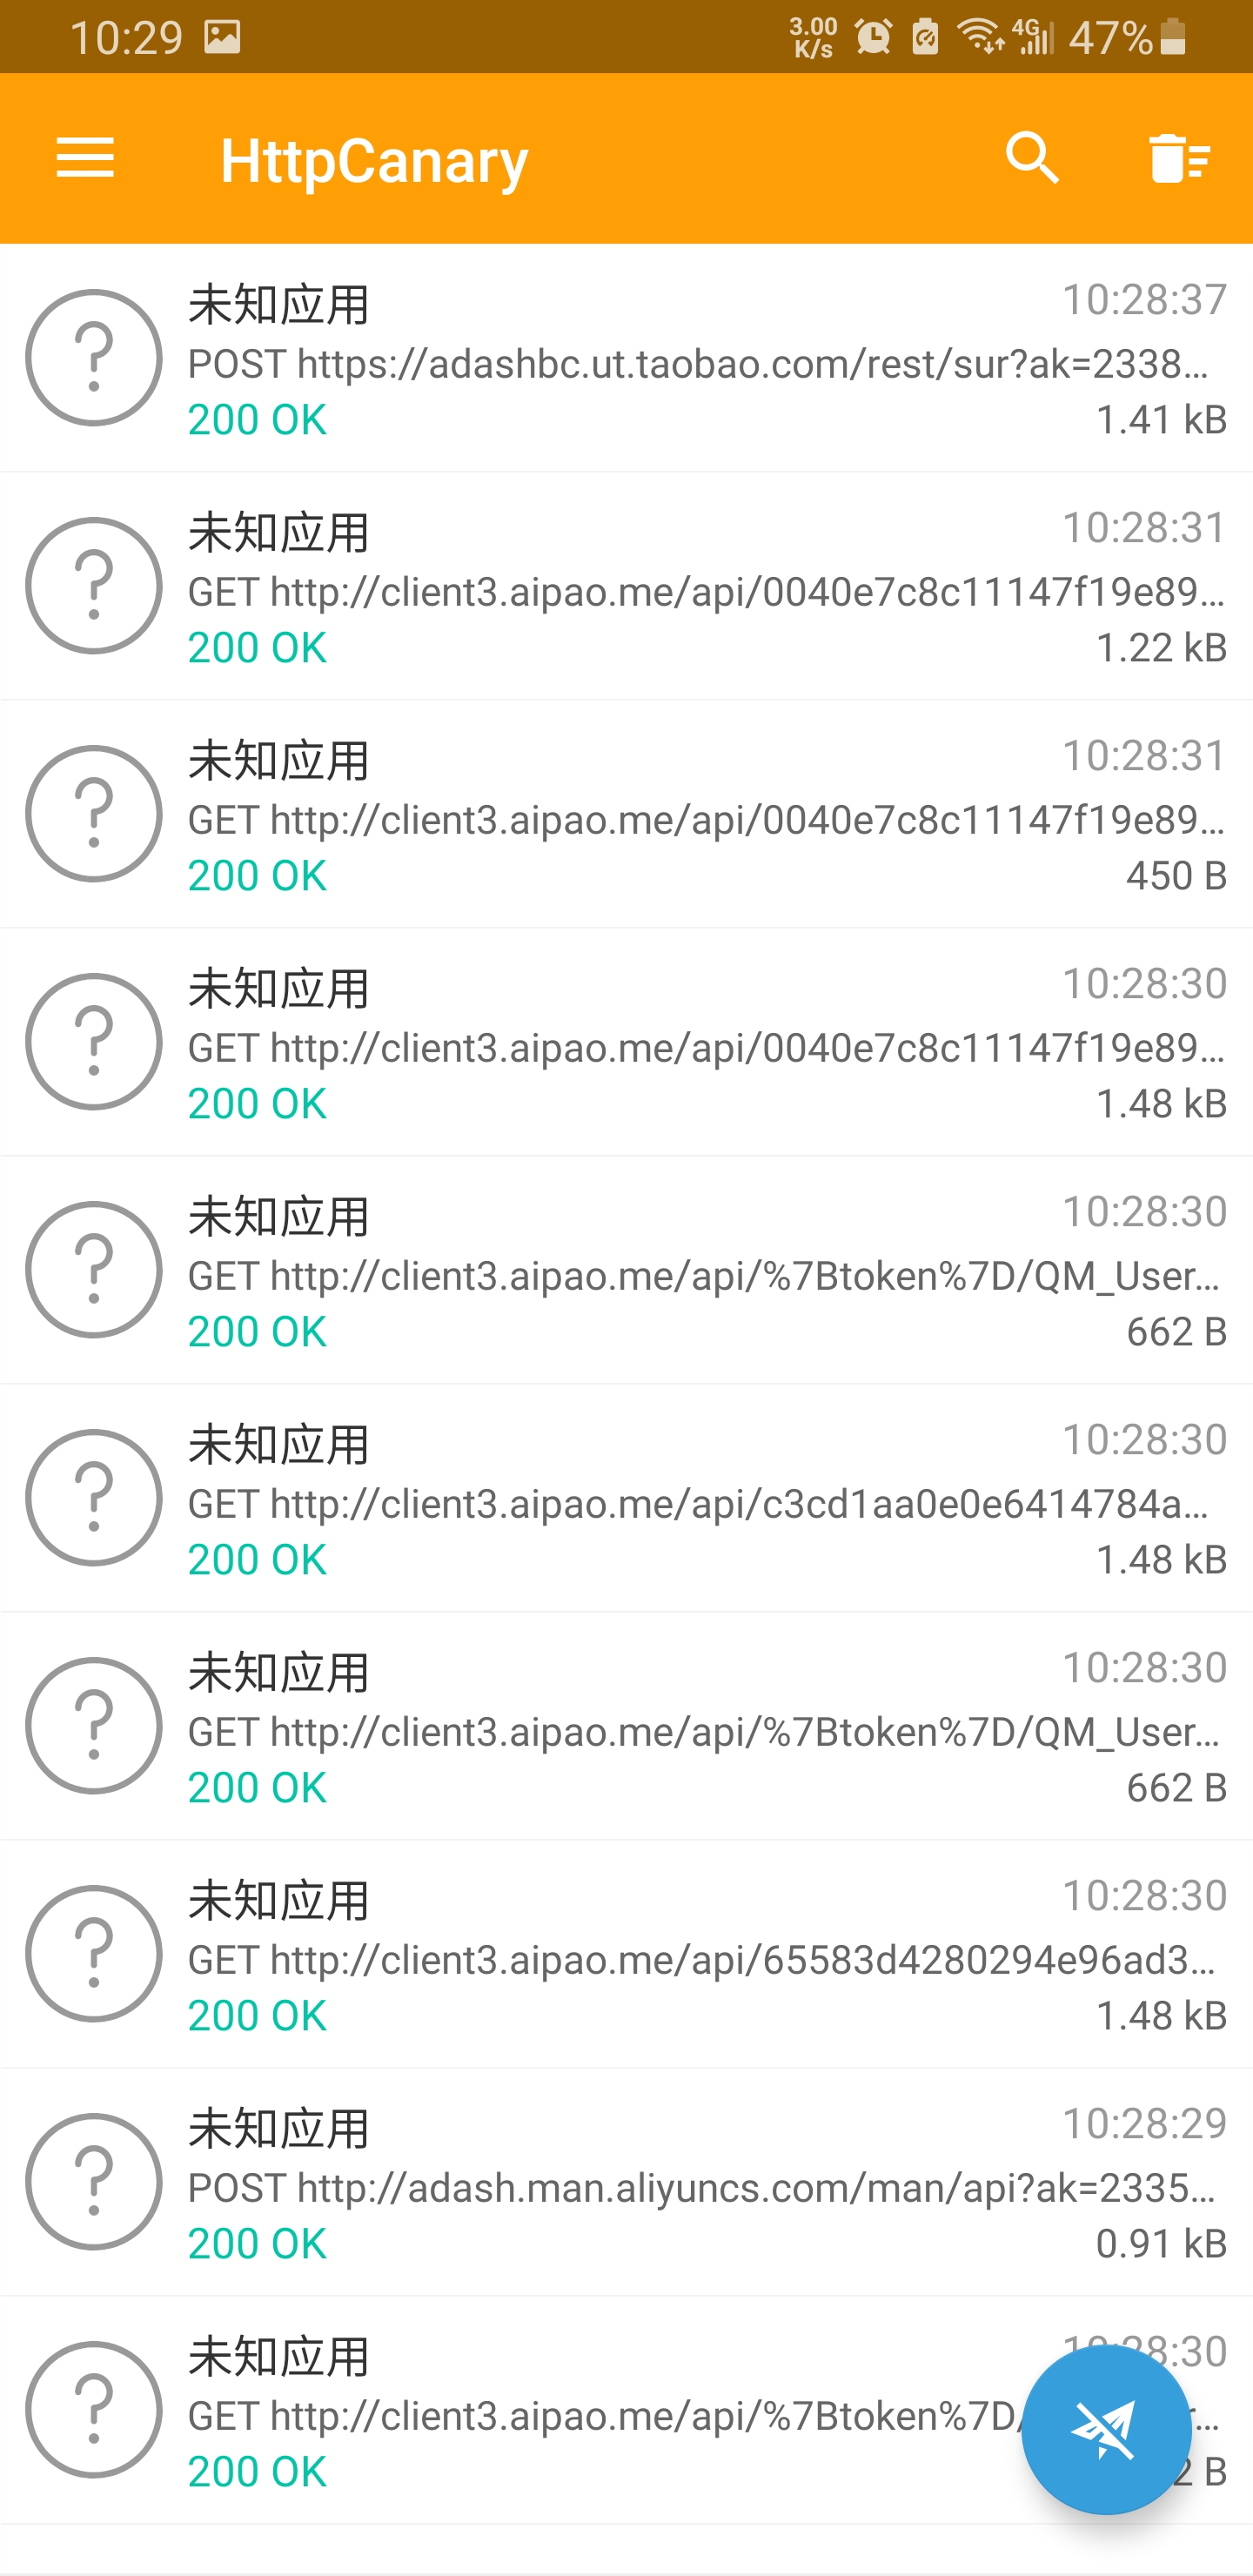 10:29 3.00 K/s 4G 47%
HttpCanary
未知应用 10:28:37
POST https://adashbc.ut.taobao.com/rest/sur?ak=2338...
200 OK 1.41 kB
未知应用 10:28:31
GET http://client3.aipao.me/api/0040e7c8c11147f19e89...
200 OK 1.22 kB
未知应用 10:28:31
GET http://client3.aipao.me/api/0040e7c8c11147f19e89...
200 OK 450 B
未知应用 10:28:30
GET http://client3.aipao.me/api/0040e7c8c11147f19e89...
200 OK 1.48 kB
未知应用 10:28:30
GET http://client3.aipao.me/api/%7Btoken%7D/QM_User...
200 OK 662 B
未知应用 10:28:30
GET http://client3.aipao.me/api/c3cd1aa0e0e6414784a...
200 OK 1.48 kB
未知应用 10:28:30
GET http://client3.aipao.me/api/%7Btoken%7D/QM_User...
200 OK 662 B
未知应用 10:28:30
GET http://client3.aipao.me/api/65583d4280294e96ad3...
200 OK 1.48 kB
未知应用 10:28:29
POST http://adash.man.aliyuncs.com/man/api?ak=2335...
200 OK 0.91 kB
未知应用 10:28:30
GET http://client3.aipao.me/api/%7Btoken%7D/
200 OK 2 B